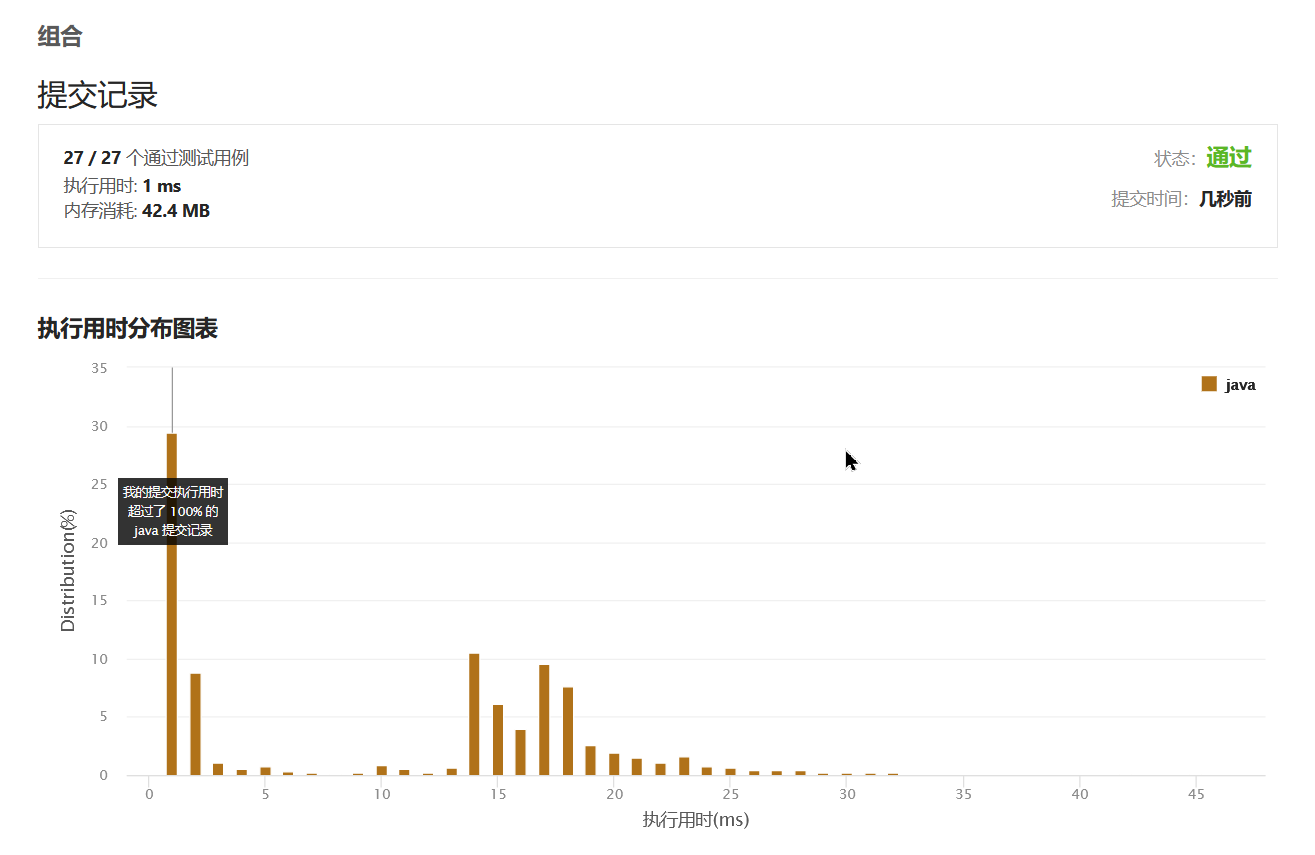 组合
提交记录
27 / 27 个通过测试用例
状态：通过
执行用时: 1 ms
提交时间：几秒前
内存消耗: 42.4 MB
执行用时分布图表
35
java
30
25
我的提交执行用时
超过了 100% 的
java 提交记录
20
Distribution(%)
15
10
5
0
0 5 10 15 20 25 30 35 40 45
执行用时(ms)